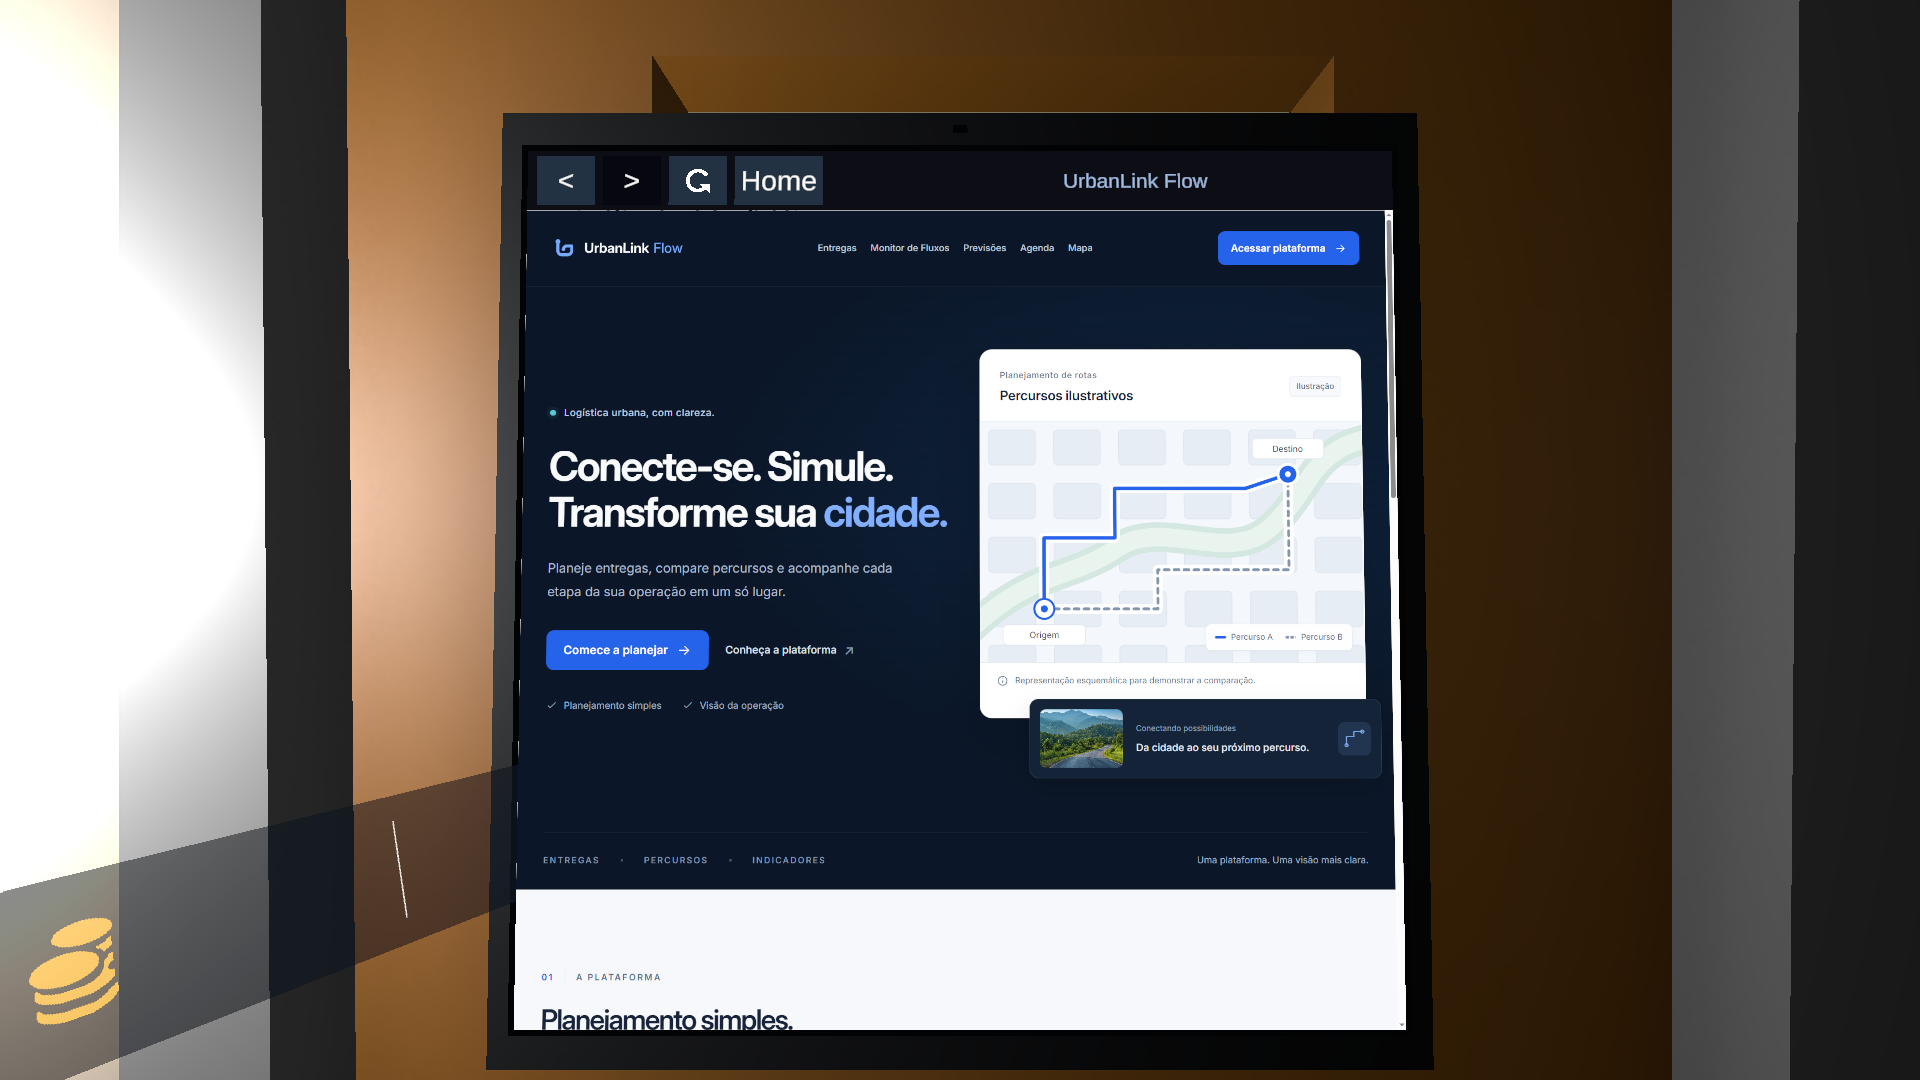 < > Home UrbanLink Flow
UrbanLink Flow Entregas Monitor de Fluxos Previsões Agenda Mapa Acessar plataforma →
Planejamento de rotas
Percursos ilustrativos
Ilustração
Logística urbana, com clareza.
Conecte-se. Simule.
Transforme sua cidade.
Planeje entregas, compare percursos e acompanhe cada
etapa da sua operação em um só lugar.
Comece a planejar → Conheça a plataforma ↗
✓ Planejamento simples ✓ Visão da operação
Destino
Origem
Percurso A Percurso B
Representação esquemática para demonstrar a comparação.
Conectando possibilidades
Da cidade ao seu próximo percurso.
ENTREGAS • PERCURSOS • INDICADORES
Uma plataforma. Uma visão mais clara.
01 A PLATAFORMA
Planejamento simples.